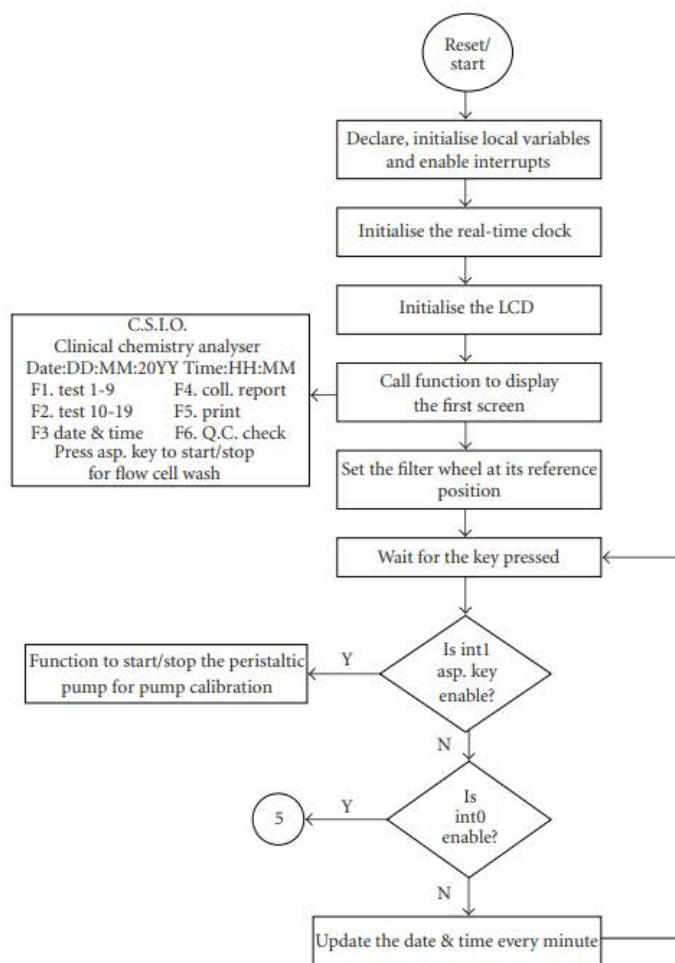 Reset/
start
Declare, initialise local variables
and enable interrupts
Initialise the real-time clock
Initialise the LCD
C.S.I.O.
Clinical chemistry analyser
Date:DD:MM:20YY Time:HH:MM
F1. test 1-9 F4. coll. report
F2. test 10-19 F5. print
F3 date & time F6. Q.C. check
Press asp. key to start/stop
for flow cell wash
Call function to display
the first screen
Set the filter wheel at its reference
position
Wait for the key pressed
Is int1
asp. key
enable?
Y
Function to start/stop the peristaltic
pump for pump calibration
N
Is
int0
enable?
Y
5
N
Update the date & time every minute